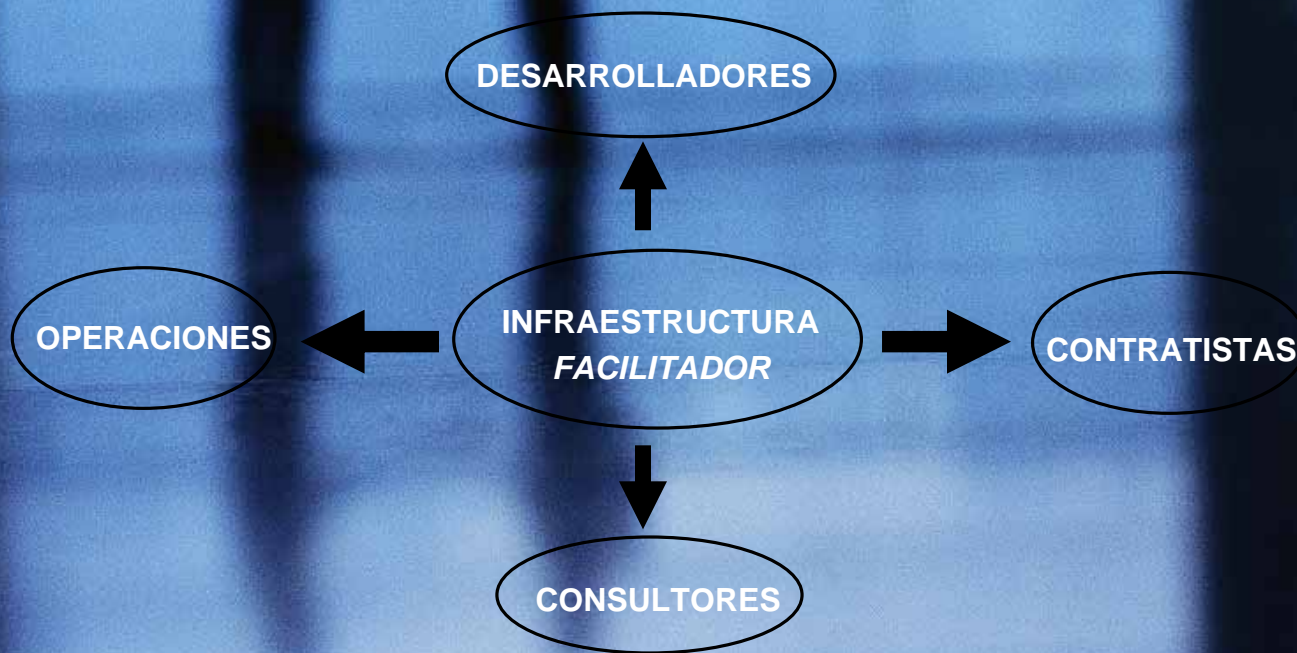 DESARROLLADORES
OPERACIONES
INFRAESTRUCTURA
FACILITADOR
CONTRATISTAS
CONSULTORES